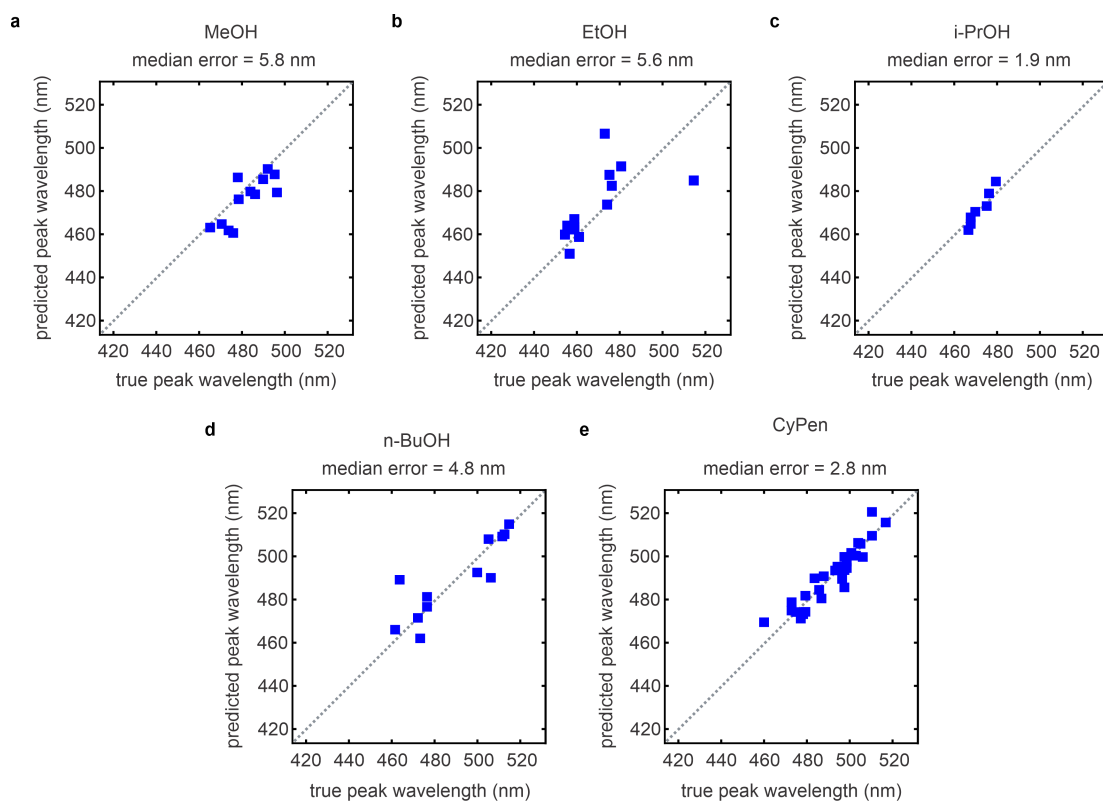 a
MeOH
median error = 5.8 nm
predicted peak wavelength (nm)
520
500
480
460
440
420
420 440 460 480 500 520
true peak wavelength (nm)
b
EtOH
median error = 5.6 nm
predicted peak wavelength (nm)
520
500
480
460
440
420
420 440 460 480 500 520
true peak wavelength (nm)
c
i-PrOH
median error = 1.9 nm
predicted peak wavelength (nm)
520
500
480
460
440
420
420 440 460 480 500 520
true peak wavelength (nm)
d
n-BuOH
median error = 4.8 nm
predicted peak wavelength (nm)
520
500
480
460
440
420
420 440 460 480 500 520
true peak wavelength (nm)
e
CyPen
median error = 2.8 nm
predicted peak wavelength (nm)
520
500
480
460
440
420
420 440 460 480 500 520
true peak wavelength (nm)